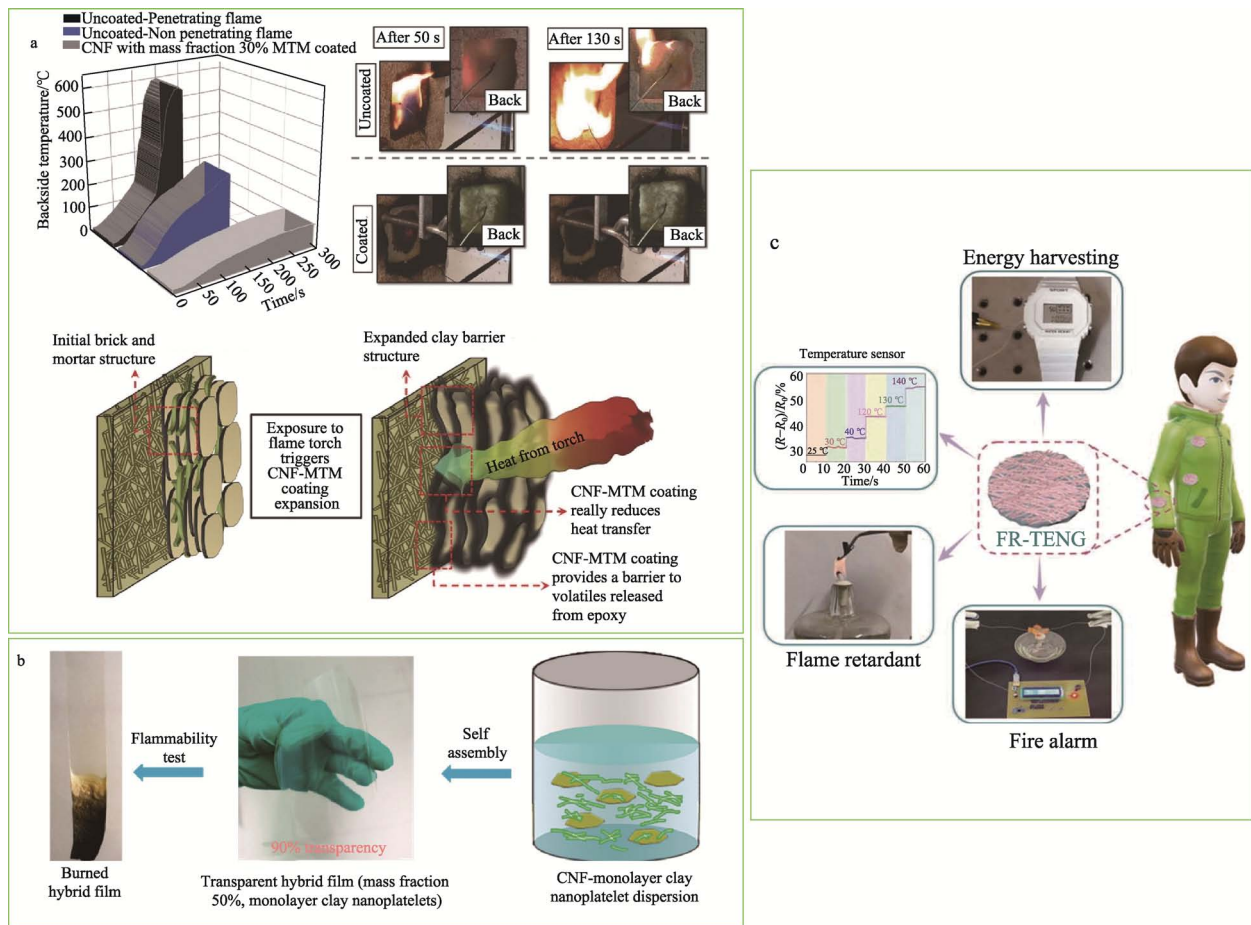 a
Uncoated-Penetrating flame
Uncoated-Non penetrating flame
CNF with mass fraction 30% MTM coated
Backside temperature/℃
600
500
400
300
200
100
0
0
50
100
150
200
250
300
Time/s
After 50 s
After 130 s
Uncoated
Back
Back
Coated
Back
Back
Initial brick and
mortar structure
Exposure to
flame torch
triggers
CNF-MTM
coating
expansion
Expanded clay barrier
structure
Heat from torch
CNF-MTM coating
really reduces
heat transfer
CNF-MTM coating
provides a barrier to
volatiles released
from epoxy
b
Burned
hybrid film
Flammability
test
90% transparency
Transparent hybrid film (mass fraction
50%, monolayer clay nanoplatelets)
Self
assembly
CNF-monolayer clay
nanoplatelet dispersion
c
Energy harvesting
Temperature sensor
(R−R₀)/R₀/%
60
50
40
30
25 ℃
30 ℃
40 ℃
120 ℃
130 ℃
140 ℃
0 10 20 30 40 50 60
Time/s
FR-TENG
Flame retardant
Fire alarm